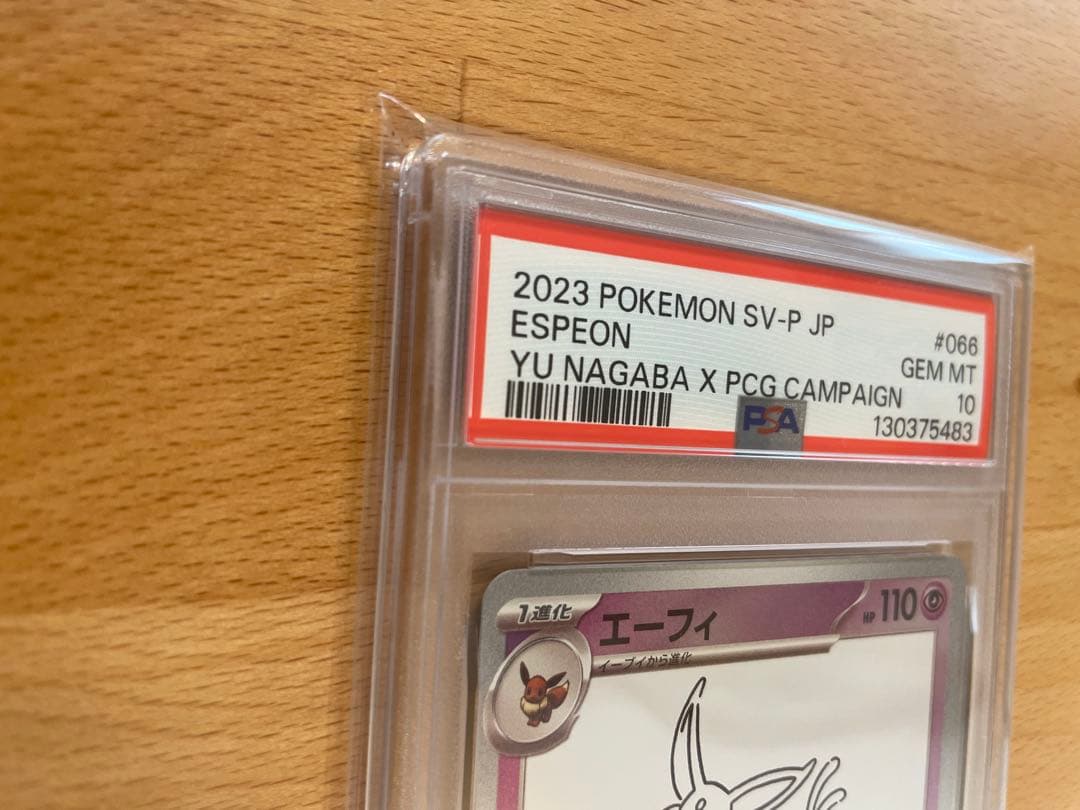 2023 POKEMON SV-P JP
#066
ESPEON
GEM MT
YU NAGABA X PCG CAMPAIGN
10
PSA
130375483
1進化
エーフィ
HP 110
イーブイから進化